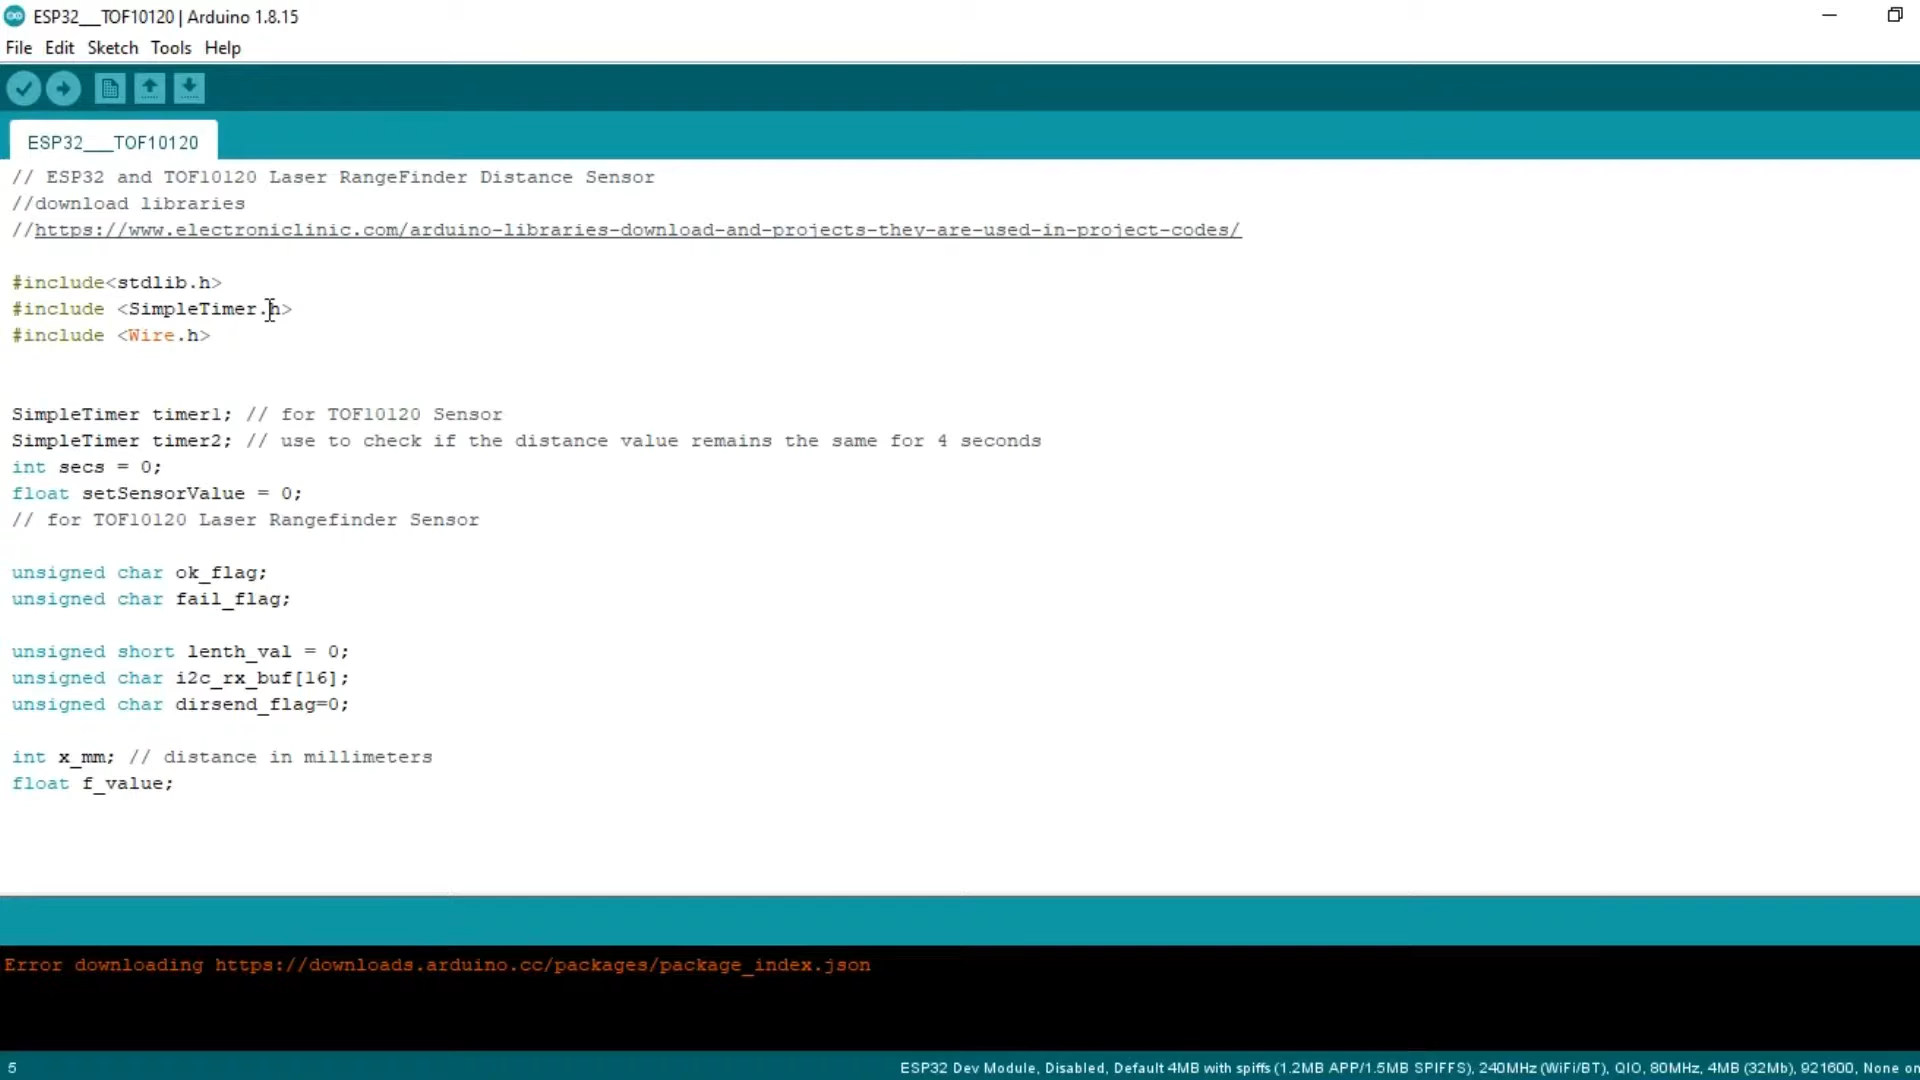 ESP32___TOF10120 | Arduino 1.8.15
File Edit Sketch Tools Help
ESP32___TOF10120
// ESP32 and TOF10120 Laser RangeFinder Distance Sensor
//download libraries
//https://www.electroniclinic.com/arduino-libraries-download-and-projects-they-are-used-in-project-codes/
#include<stdlib.h>
#include <SimpleTimer.h>
#include <Wire.h>
SimpleTimer timer1; // for TOF10120 Sensor
SimpleTimer timer2; // use to check if the distance value remains the same for 4 seconds
int secs = 0;
float setSensorValue = 0;
// for TOF10120 Laser Rangefinder Sensor
unsigned char ok_flag;
unsigned char fail_flag;
unsigned short lenth_val = 0;
unsigned char i2c_rx_buf[16];
unsigned char dirsend_flag=0;
int x_mm; // distance in millimeters
float f_value;
Error downloading https://downloads.arduino.cc/packages/package_index.json
5 ESP32 Dev Module, Disabled, Default 4MB with spiffs (1.2MB APP/1.5MB SPIFFS), 240MHz (WiFi/BT), QIO, 80MHz, 4MB (32Mb), 921600, None on